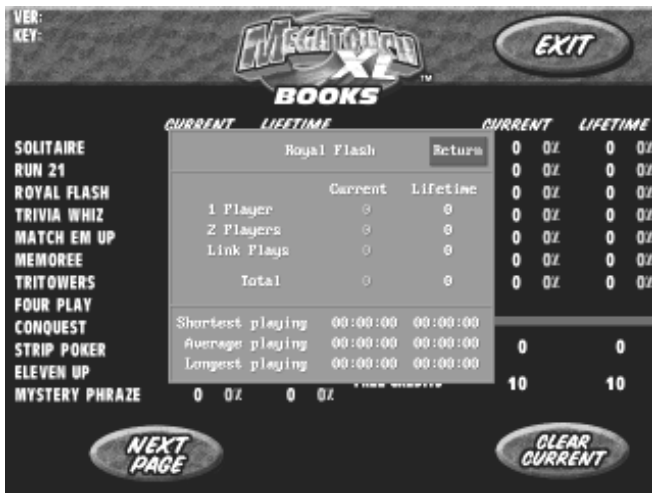 VER:
KEY:
MEGATOUCH
XL
TM
BOOKS
EXIT
CURRENT LIFETIME CURRENT LIFETIME
SOLITAIRE 0 0% 0 0%
RUN 21 0 0% 0 0%
ROYAL FLASH 0 0% 0 0%
TRIVIA WHIZ 0 0% 0 0%
MATCH EM UP 0 0% 0 0%
MEMOREE 0 0% 0 0%
TRITOWERS 0 0% 0 0%
FOUR PLAY
CONQUEST
STRIP POKER 0 0
ELEVEN UP
FREE CREDITS 10 10
MYSTERY PHRAZE 0 0% 0 0%
Royal Flash Return
Current Lifetime
1 Player 0 0
2 Players 0 0
Link Plays 0 0
Total 0 0
Shortest playing 00:00:00 00:00:00
Average playing 00:00:00 00:00:00
Longest playing 00:00:00 00:00:00
NEXT
PAGE
CLEAR
CURRENT